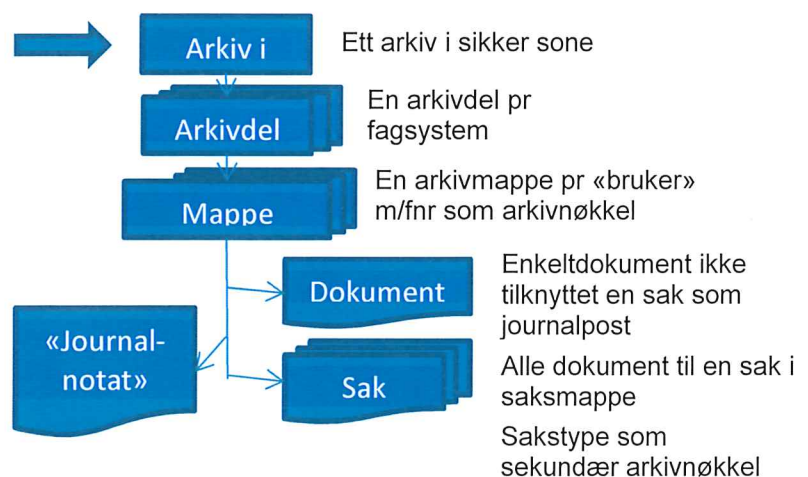 Arkiv i
Ett arkiv i sikker sone
Arkivdel
En arkivdel pr
fagsystem
Mappe
En arkivmappe pr «bruker»
m/fnr som arkivnøkkel
Dokument
Enkeltdokument ikke
tilknyttet en sak som
journalpost
«Journal-
notat»
Sak
Alle dokument til en sak i
saksmappe
Sakstype som
sekundær arkivnøkkel